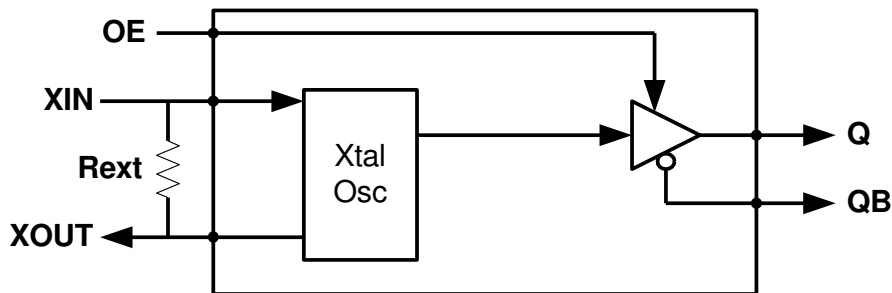 OE
XIN
Rext
XOUT
Xtal
Osc
Q
QB